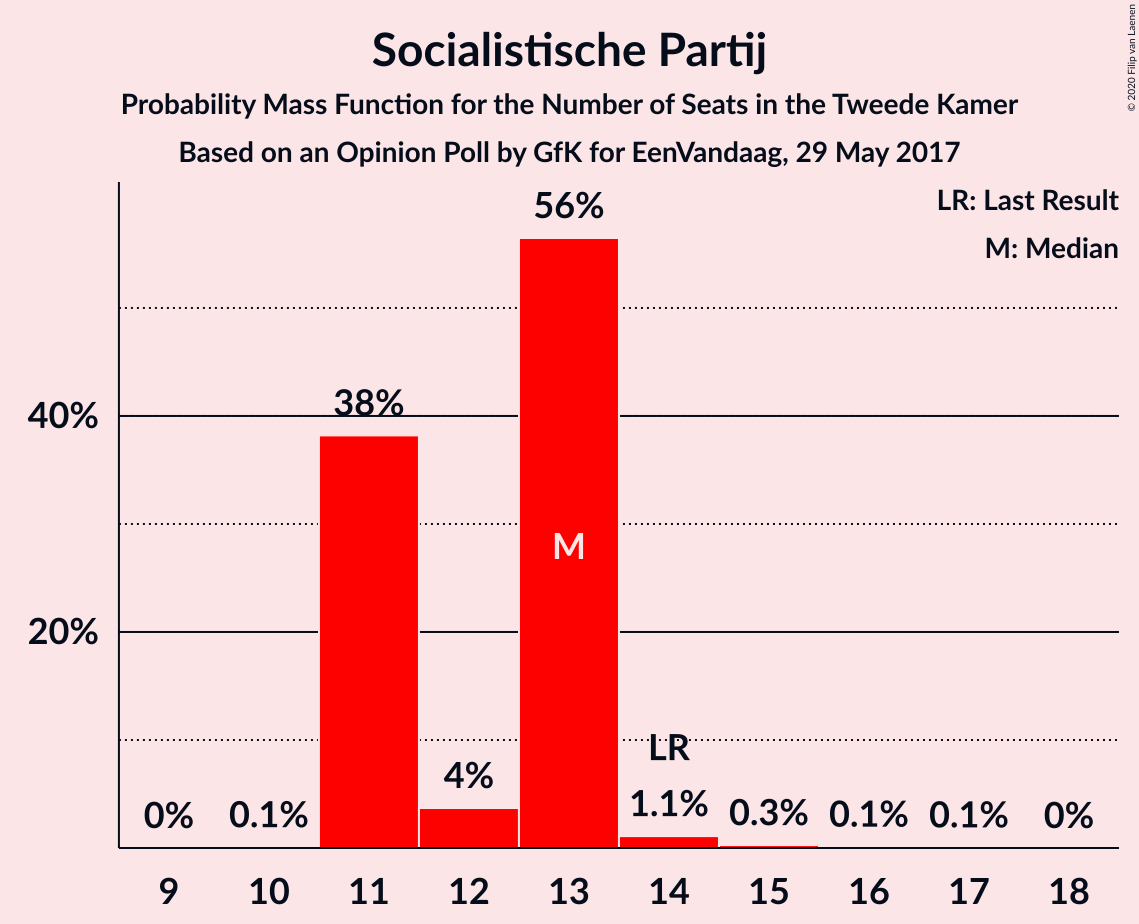 Socialistische Partij
Probability Mass Function for the Number of Seats in the Tweede Kamer
Based on an Opinion Poll by GfK for EenVandaag, 29 May 2017
© 2020 Filip van Laenen
LR: Last Result
M: Median
56%
38%
40%
M
20%
LR
4%
1.1%
0%
0.1%
0.3%
0.1%
0.1%
0%
9 10 11 12 13 14 15 16 17 18